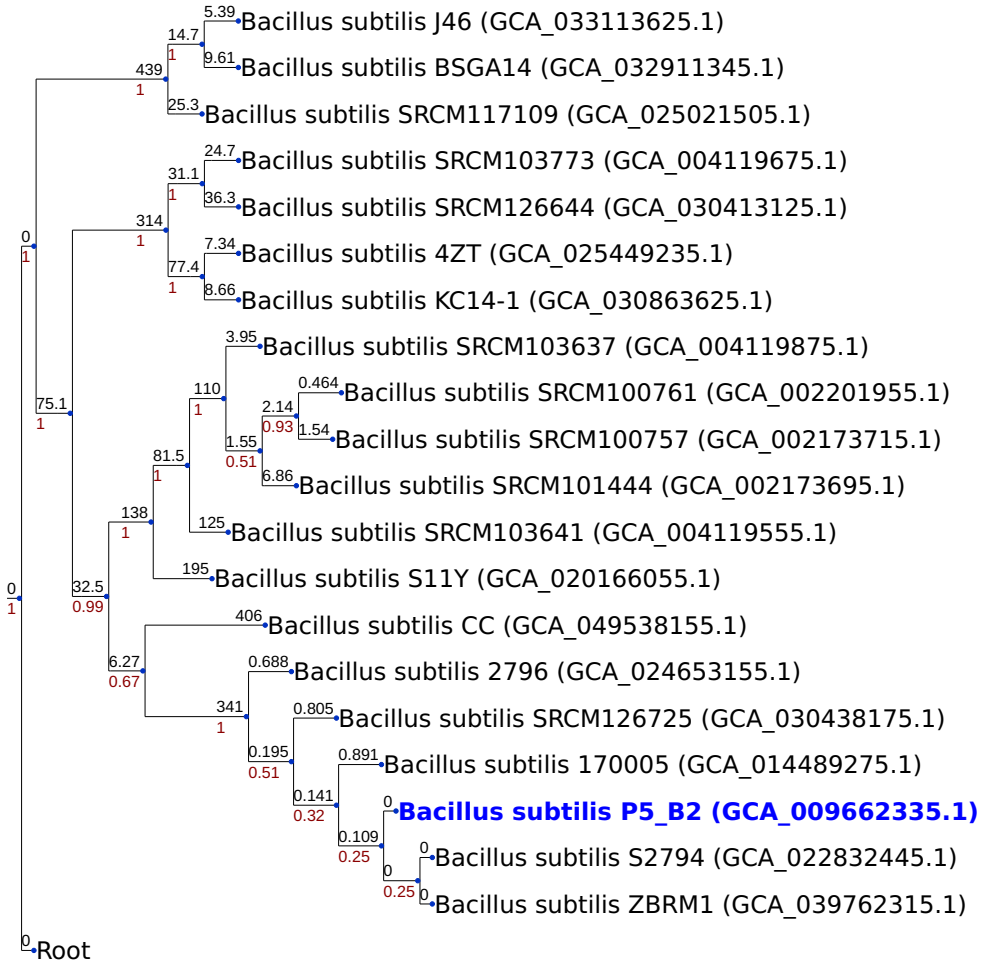 5.39
Bacillus subtilis J46 (GCA_033113625.1)
14.7
1
9.61
Bacillus subtilis BSGA14 (GCA_032911345.1)
439
1
25.3
Bacillus subtilis SRCM117109 (GCA_025021505.1)
24.7
Bacillus subtilis SRCM103773 (GCA_004119675.1)
31.1
1
36.3
Bacillus subtilis SRCM126644 (GCA_030413125.1)
314
1
0
1
7.34
Bacillus subtilis 4ZT (GCA_025449235.1)
77.4
1
8.66
Bacillus subtilis KC14-1 (GCA_030863625.1)
3.95
Bacillus subtilis SRCM103637 (GCA_004119875.1)
110
1
0.464
Bacillus subtilis SRCM100761 (GCA_002201955.1)
75.1
1
2.14
0.93
1.54
Bacillus subtilis SRCM100757 (GCA_002173715.1)
1.55
0.51
81.5
1
6.86
Bacillus subtilis SRCM101444 (GCA_002173695.1)
138
1
125
Bacillus subtilis SRCM103641 (GCA_004119555.1)
195
Bacillus subtilis S11Y (GCA_020166055.1)
0
1
32.5
0.99
406
Bacillus subtilis CC (GCA_049538155.1)
6.27
0.67
0.688
Bacillus subtilis 2796 (GCA_024653155.1)
341
1
0.805
Bacillus subtilis SRCM126725 (GCA_030438175.1)
0.195
0.51
0.891
Bacillus subtilis 170005 (GCA_014489275.1)
0.141
0.32
0
Bacillus subtilis P5_B2 (GCA_009662335.1)
0.109
0.25
0
Bacillus subtilis S2794 (GCA_022832445.1)
0
0.25
0
Bacillus subtilis ZBRM1 (GCA_039762315.1)
0
Root